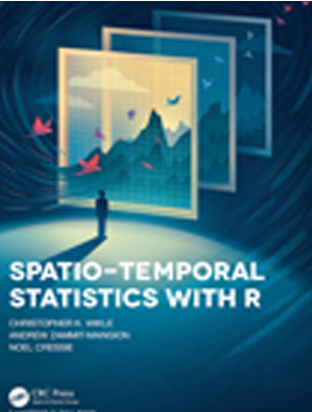 SPATIO-TEMPORAL
STATISTICS WITH R
CHRISTOPHER K. WIKLE
ANDREW ZAMMIT-MANGION
NOEL CRESSIE
CRC Press